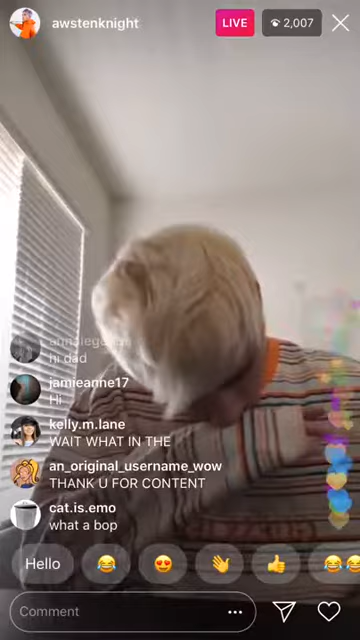 awstenknight
LIVE
2,007
hi dad
jamieanne17
Hi
kelly.m.lane
WAIT WHAT IN THE
an_original_username_wow
THANK U FOR CONTENT
cat.is.emo
what a bop
Hello
Comment